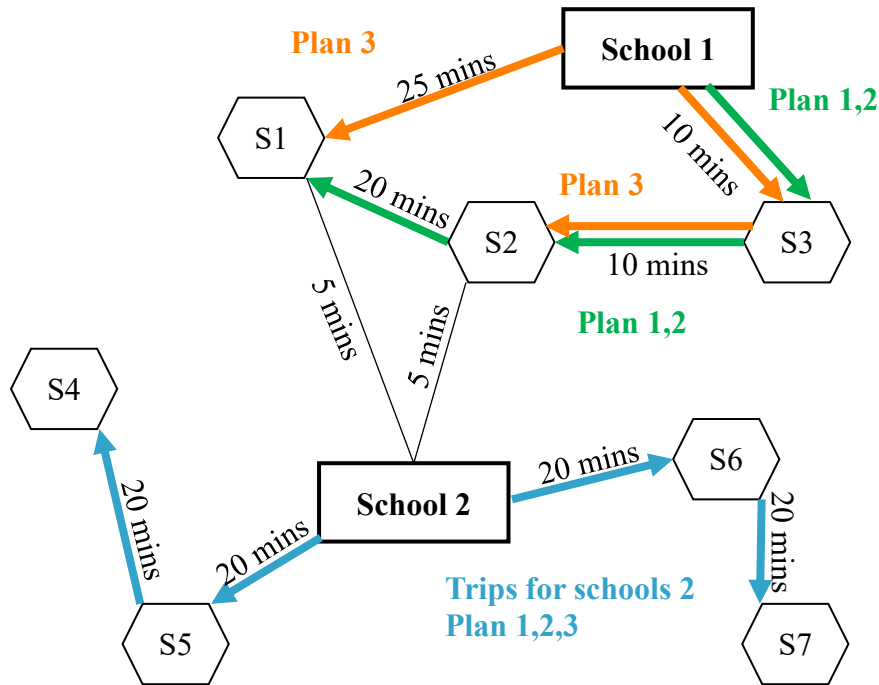 Plan 3
School 1
25 mins
Plan 1,2
S1
10 mins
20 mins
Plan 3
S2
S3
10 mins
5 mins
5 mins
Plan 1,2
S4
S6
20 mins
School 2
20 mins
20 mins
20 mins
Trips for schools 2
Plan 1,2,3
S5
S7